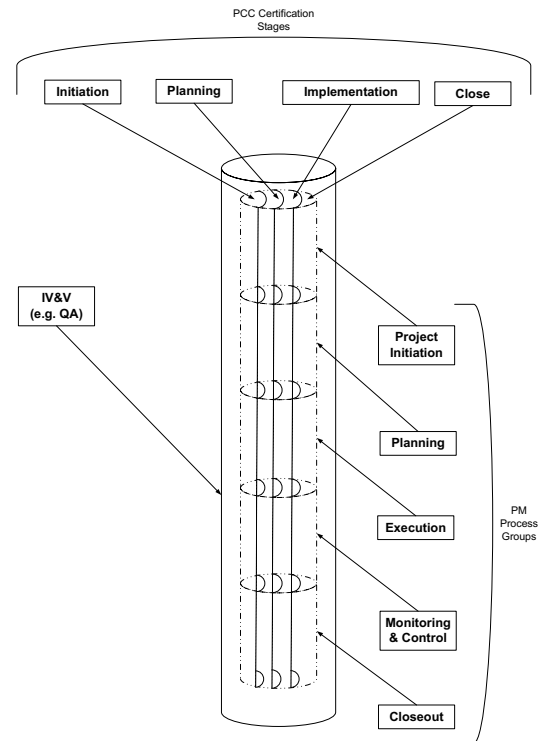 PCC Certification
Stages
Initiation
Planning
Implementation
Close
IV&V
(e.g. QA)
Project
Initiation
Planning
Execution
PM
Process
Groups
Monitoring
& Control
Closeout